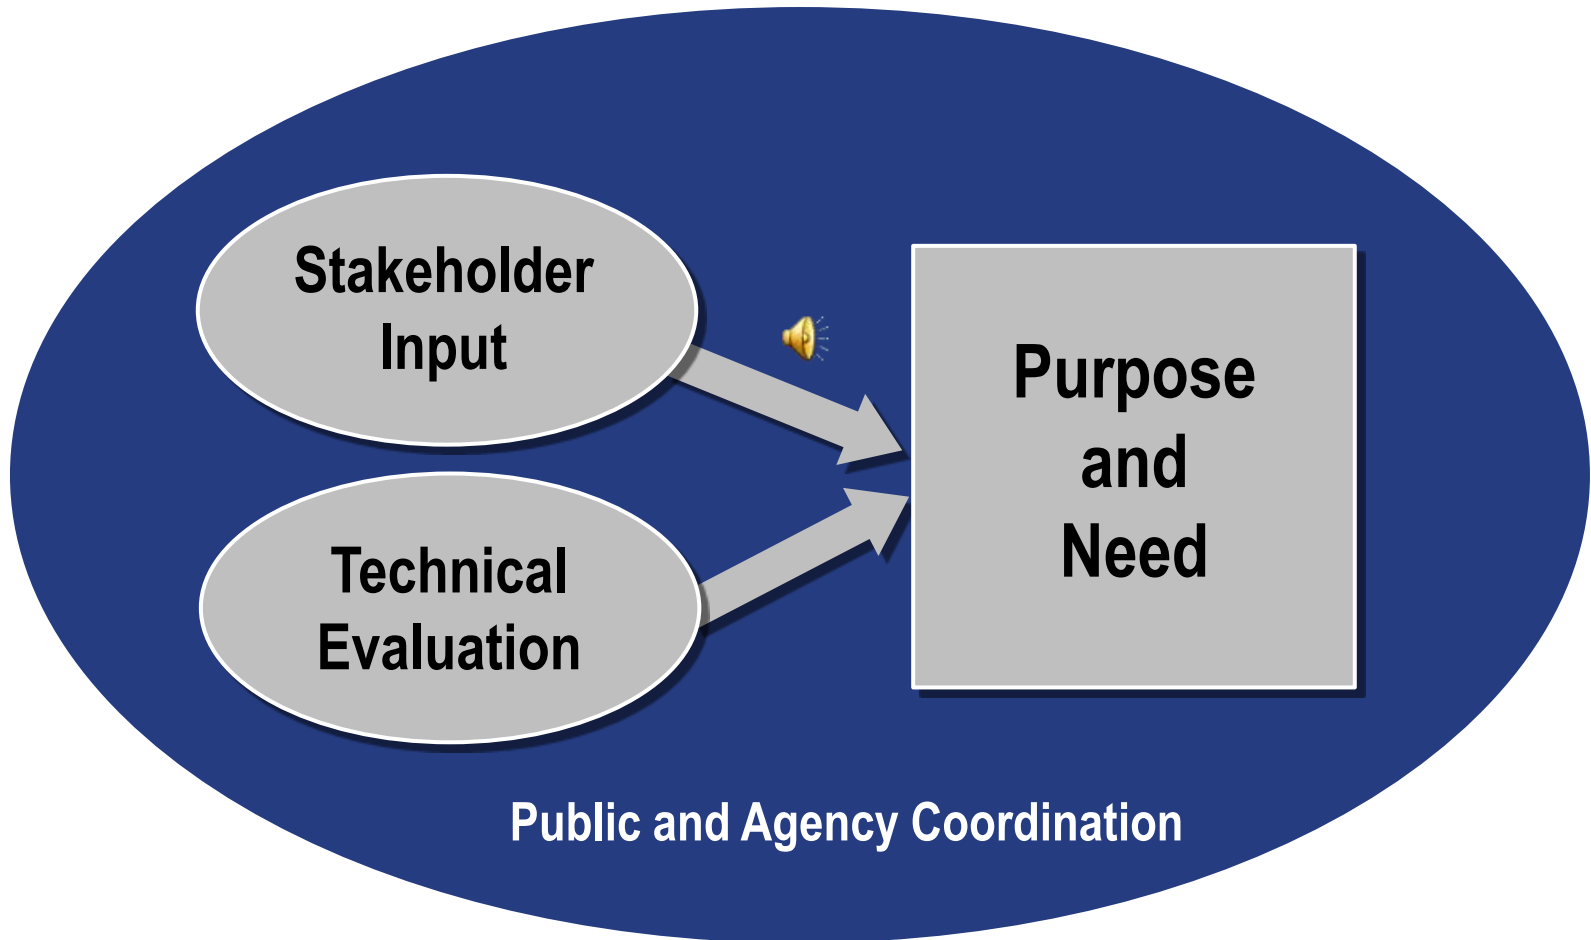 Stakeholder
Input
Technical
Evaluation
Purpose
and
Need
Public and Agency Coordination